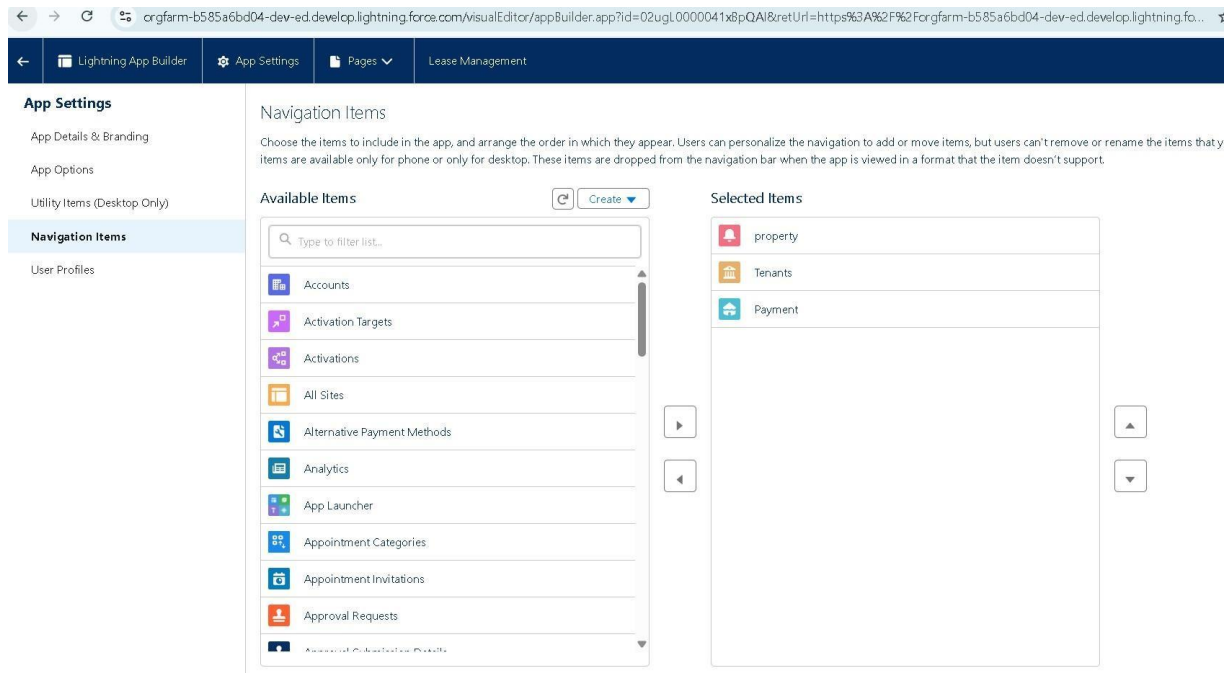 orgfarm-b585a6bd04-dev-ed.develop.lightning.force.com/visualEditor/appBuilder.app?id=02ugL0000041xBpQAI&retUrl=https%3A%2F%2Forgfarm-b585a6bd04-dev-ed.develop.lightning.fo...
Lightning App Builder
App Settings
Pages
Lease Management
App Settings
App Details & Branding
App Options
Utility Items (Desktop Only)
Navigation Items
User Profiles
Navigation Items
Choose the items to include in the app, and arrange the order in which they appear. Users can personalize the navigation to add or move items, but users can't remove or rename the items that y
items are available only for phone or only for desktop. These items are dropped from the navigation bar when the app is viewed in a format that the item doesn't support.
Available Items
Create
Type to filter list...
Accounts
Activation Targets
Activations
All Sites
Alternative Payment Methods
Analytics
App Launcher
Appointment Categories
Appointment Invitations
Approval Requests
Approval Submission Details
Selected Items
property
Tenants
Payment